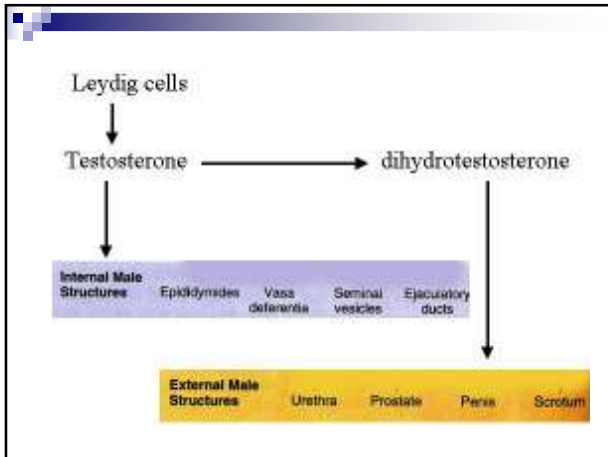 Leydig cells
Testosterone dihydrotestosterone
Internal Male
Structures Epididymides Vasa deferentia Seminal vesicles Ejaculatory ducts
External Male
Structures Urethra Prostate Penis Scrotum